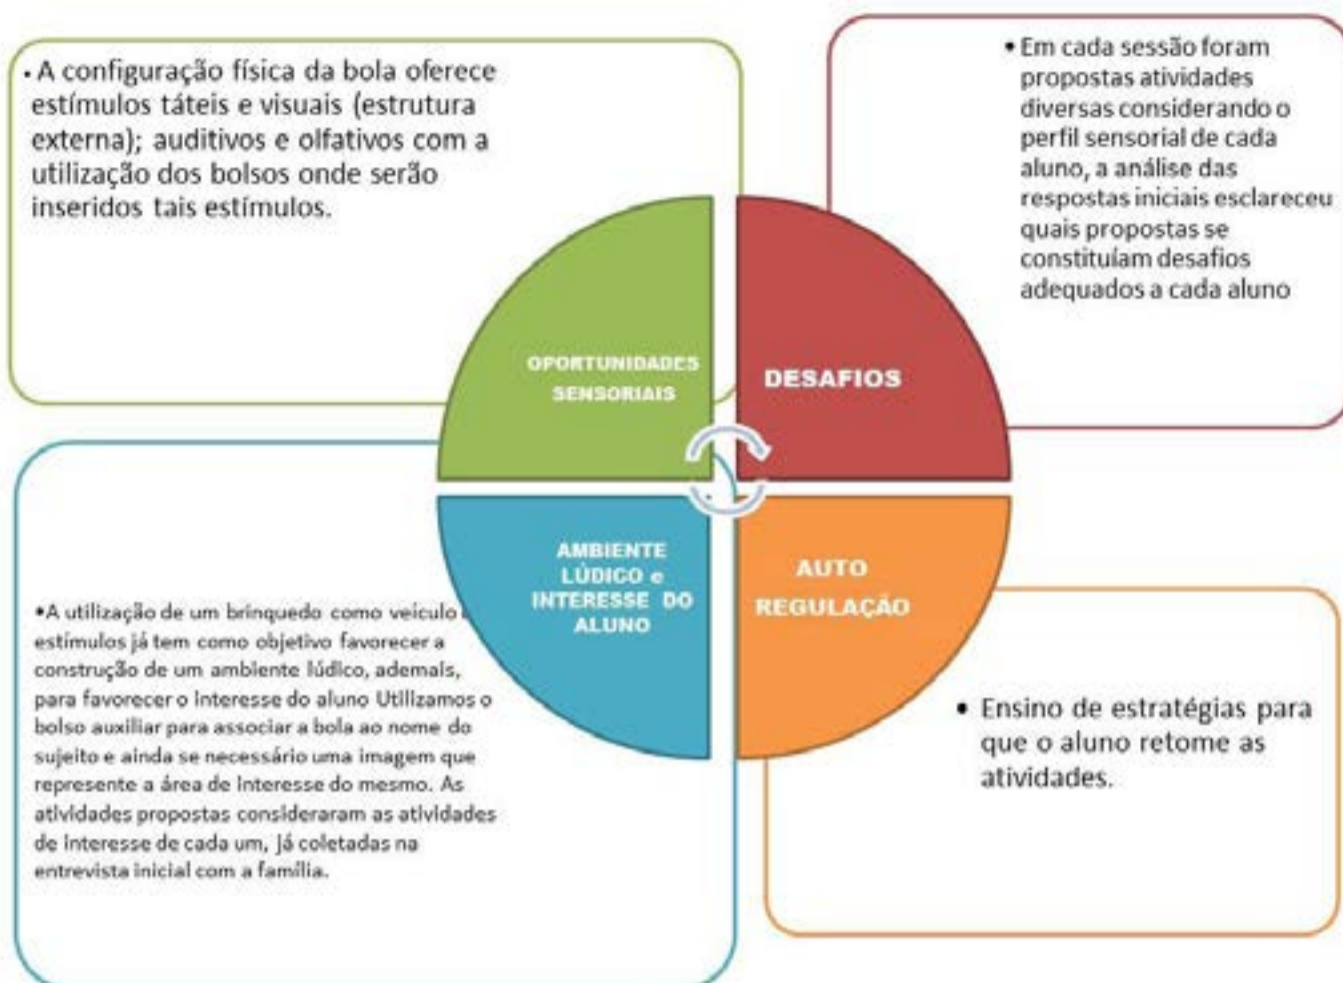 • A configuração física da bola oferece
estímulos táteis e visuais (estrutura
externa); auditivos e olfativos com a
utilização dos bolsos onde serão
inseridos tais estímulos.
• Em cada sessão foram
propostas atividades
diversas considerando o
perfil sensorial de cada
aluno, a análise das
respostas iniciais esclareceu
quais propostas se
constituíam desafios
adequados a cada aluno
OPORTUNIDADES
SENSORIAIS
DESAFIOS
AMBIENTE
LÚDICO e
INTERESSE DO
ALUNO
AUTO
REGULAÇÃO
•A utilização de um brinquedo como veículo
estímulos já tem como objetivo favorecer a
construção de um ambiente lúdico, ademais,
para favorecer o interesse do aluno Utilizamos o
bolso auxiliar para associar a bola ao nome do
sujeito e ainda se necessário uma imagem que
represente a área de interesse do mesmo. As
atividades propostas consideraram as atividades
de interesse de cada um, já coletadas na
entrevista inicial com a família.
• Ensino de estratégias para
que o aluno retome as
atividades.